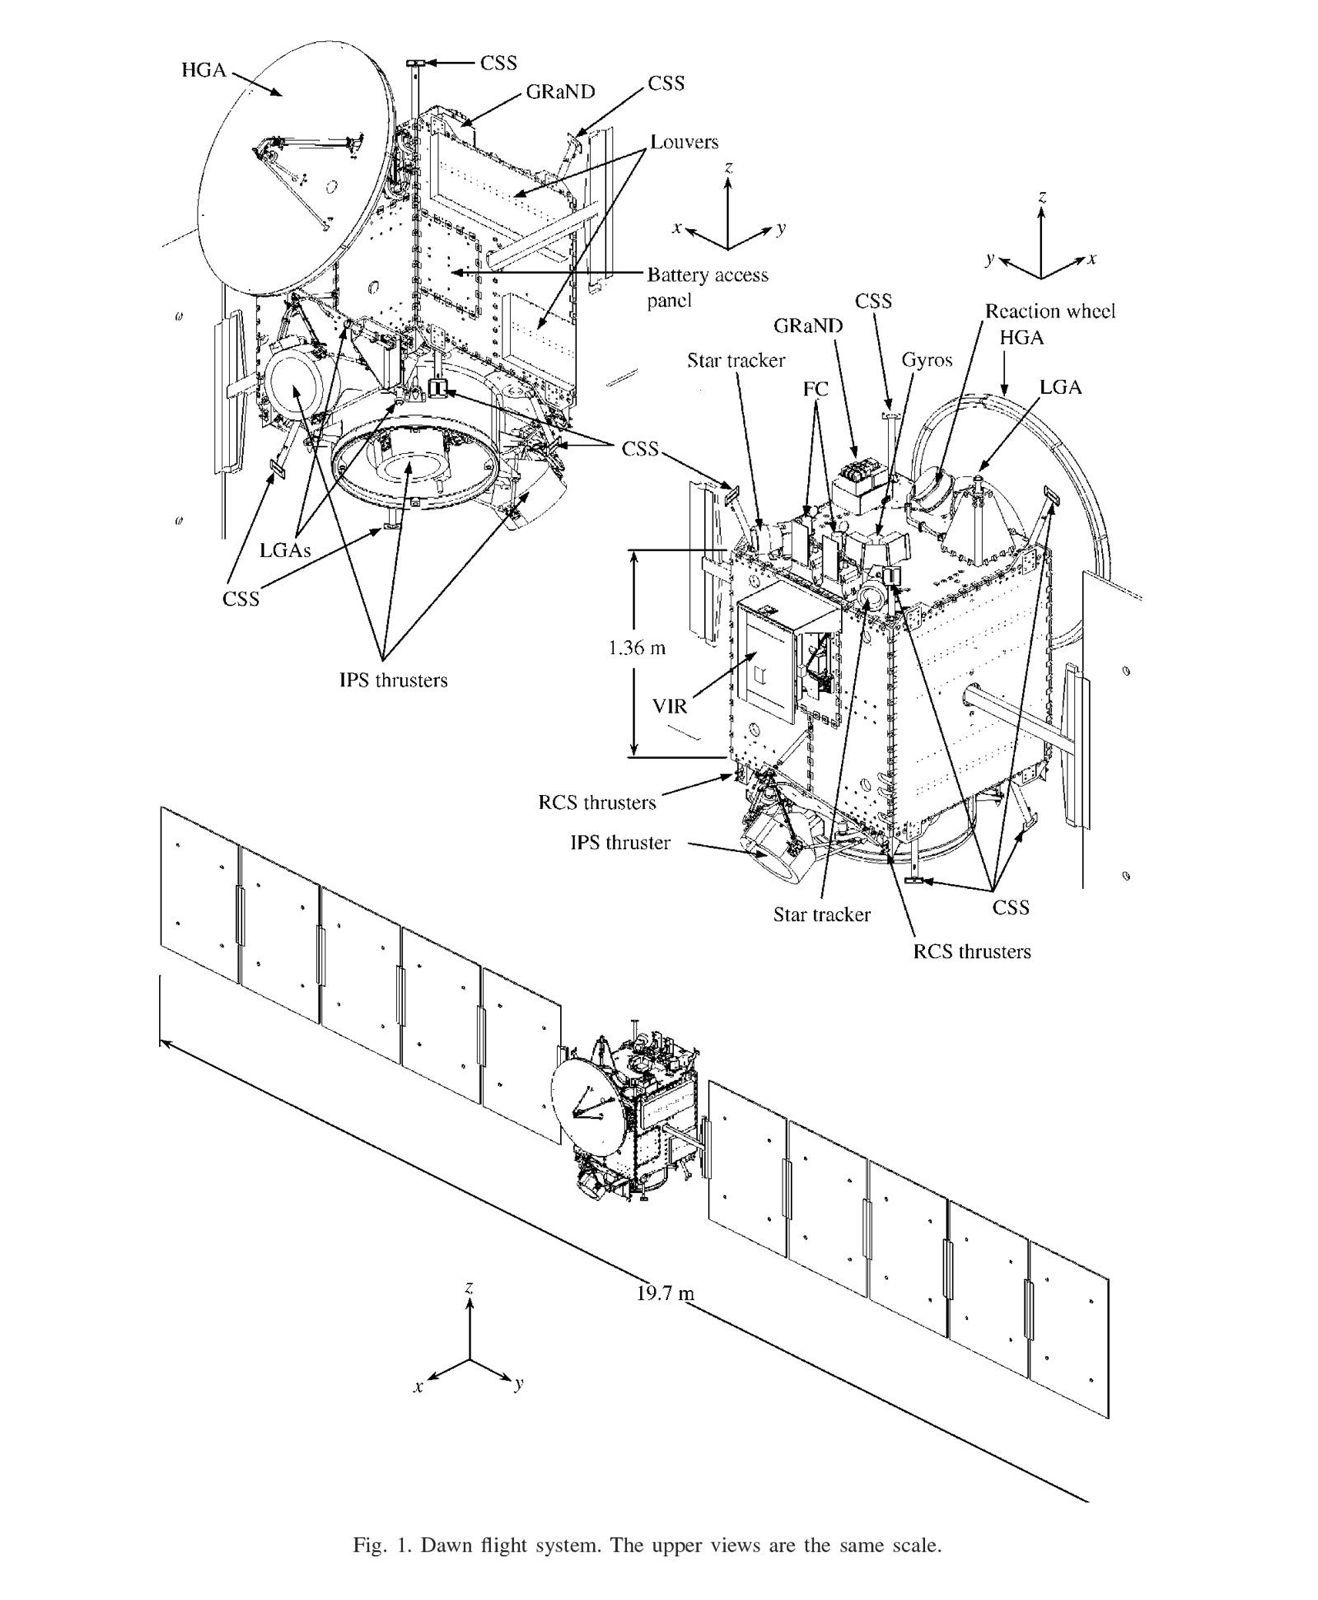 HGA
CSS
GRaND
CSS
Louvers
z
x
y
Battery access
panel
CSS
LGAs
CSS
IPS thrusters
z
y
x
CSS
Reaction wheel
GRaND
HGA
Star tracker
Gyros
FC
LGA
1.36 m
VIR
RCS thrusters
IPS thruster
Star tracker
CSS
RCS thrusters
19.7 m
z
x
y
Fig. 1. Dawn flight system. The upper views are the same scale.